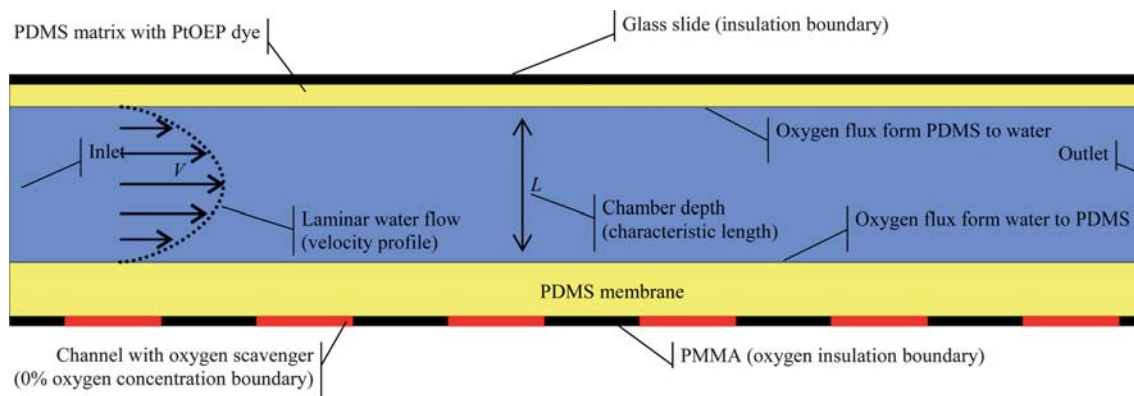 Glass slide (insulation boundary)
PDMS matrix with PtOEP dye
Oxygen flux form PDMS to water
Inlet
Outlet
V
L
Laminar water flow
(velocity profile)
Chamber depth
(characteristic length)
Oxygen flux form water to PDMS
PDMS membrane
Channel with oxygen scavenger
(0% oxygen concentration boundary)
PMMA (oxygen insulation boundary)